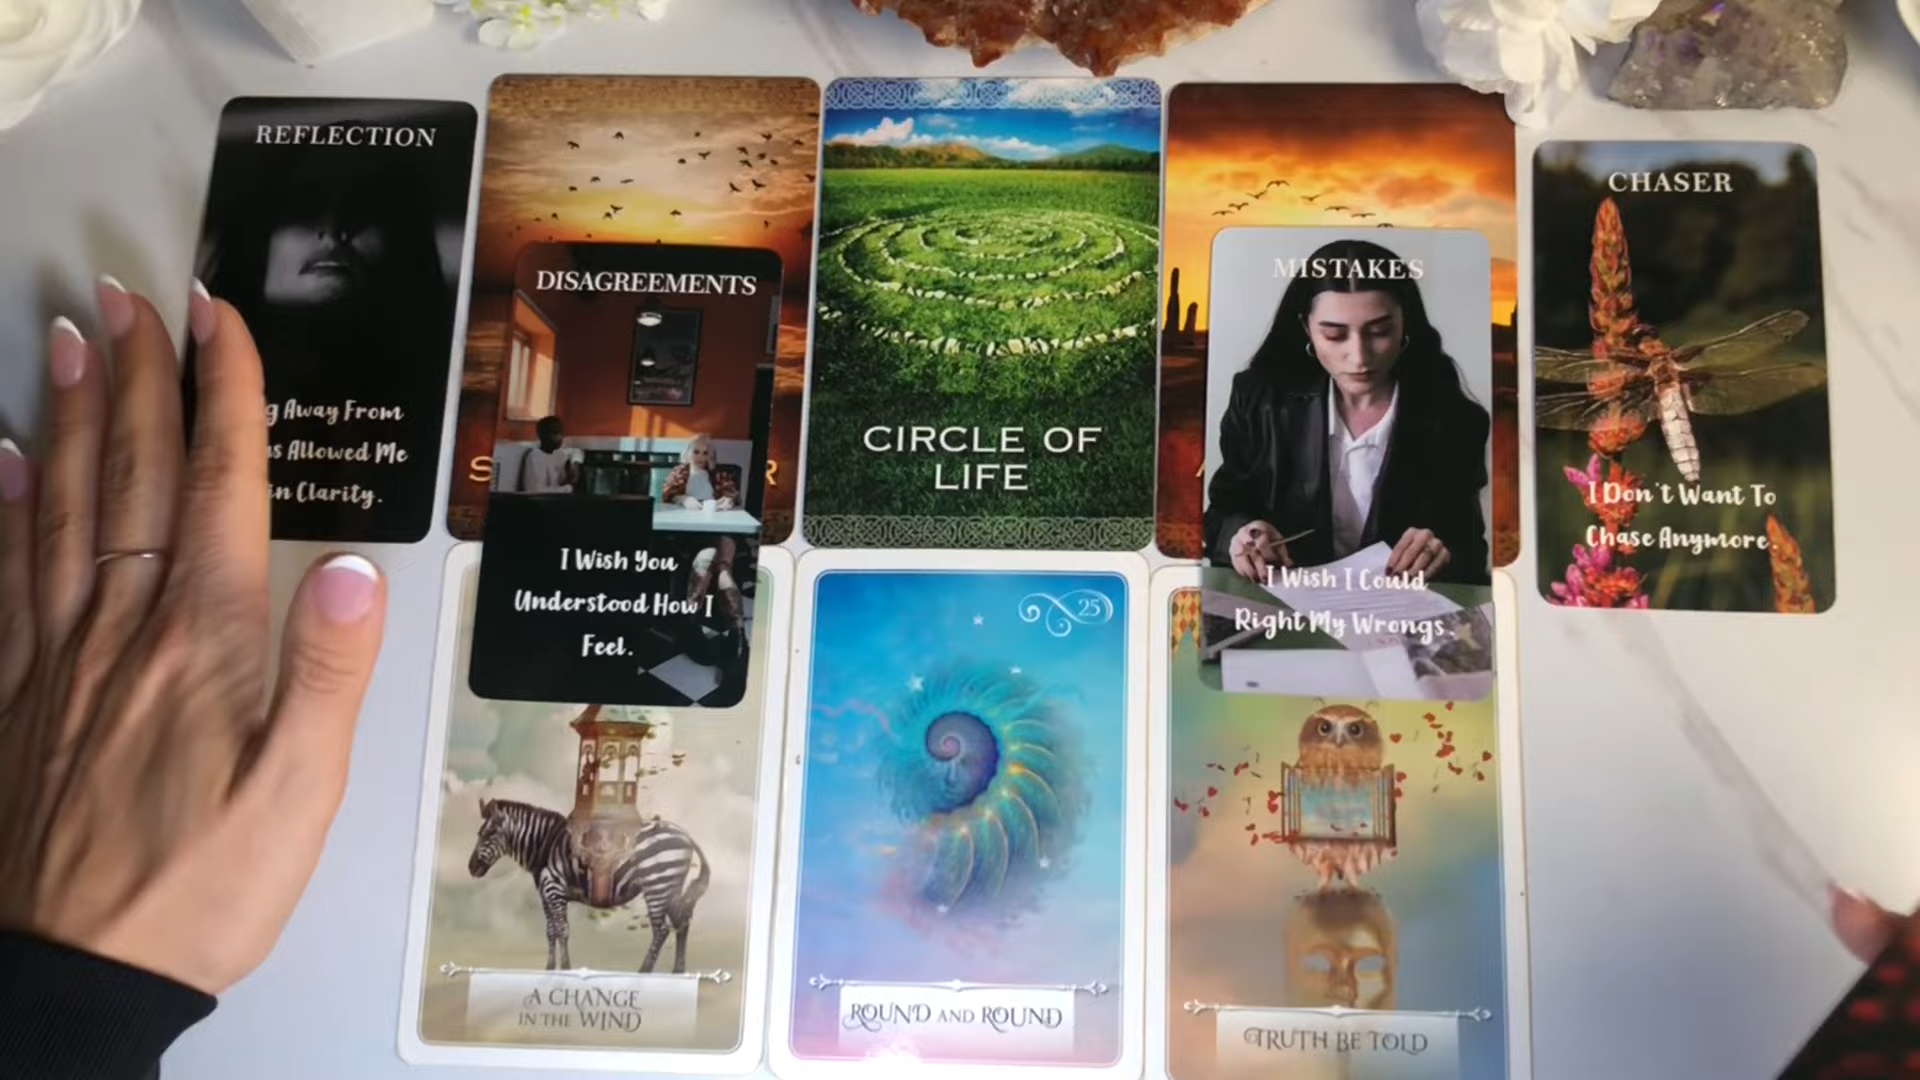 REFLECTION
g Away From
s Allowed Me
in Clarity.
S
R
DISAGREEMENTS
I Wish You
Understood How I
Feel.
CIRCLE OF
LIFE
MISTAKES
I Wish I Could
Right My Wrongs.
CHASER
I Don't Want To
Chase Anymore.
A CHANGE
IN THE WIND
25
ROUND AND ROUND
TRUTH BE TOLD